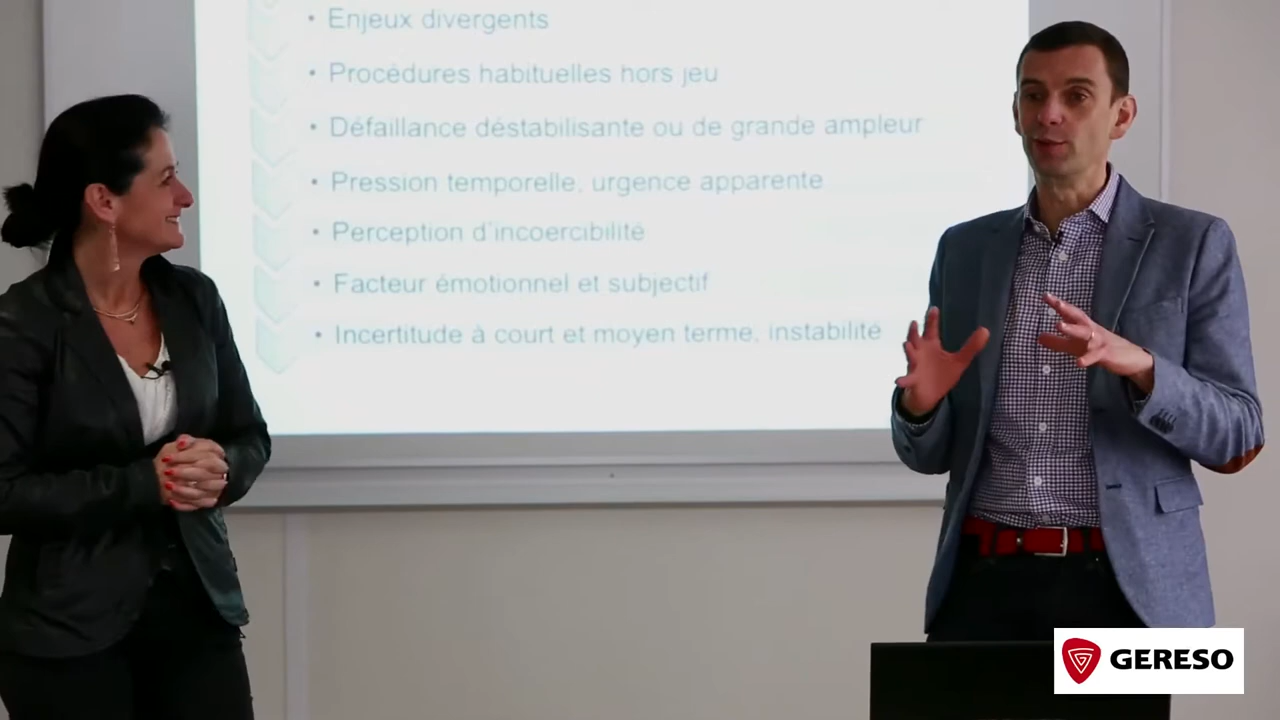 • Enjeux divergents
• Procédures habituelles hors jeu
• Défaillance déstabilisante ou de grande ampleur
• Pression temporelle, urgence apparente
• Perception d'incoercibilité
• Facteur émotionnel et subjectif
• Incertitude à court et moyen terme, instabilité
GERESO